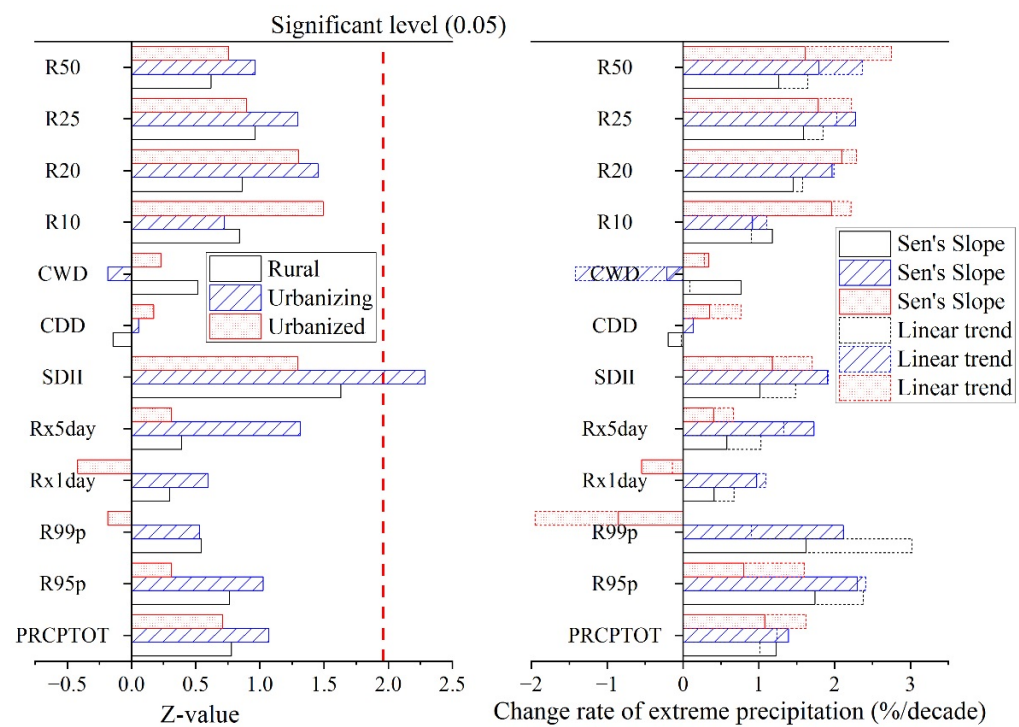 Significant level (0.05)
R50
R25
R20
R10
CWD
CDD
SDII
Rx5day
Rx1day
R99p
R95p
PRCPTOT
Rural
Urbanizing
Urbanized
−0.5 0.0 0.5 1.0 1.5 2.0 2.5
Z-value
R50
R25
R20
R10
CWD
CDD
SDII
Rx5day
Rx1day
R99p
R95p
PRCPTOT
Sen's Slope
Sen's Slope
Sen's Slope
Linear trend
Linear trend
Linear trend
−2 −1 0 1 2 3
Change rate of extreme precipitation (%/decade)